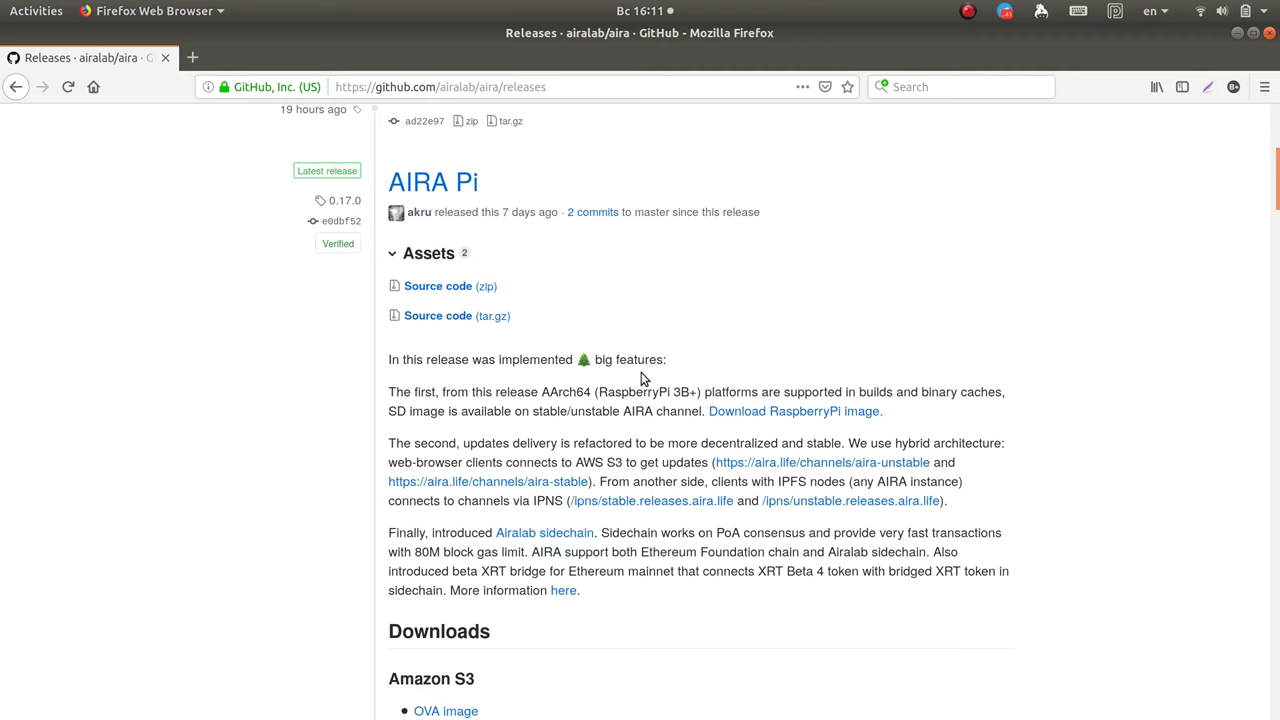 Activities Firefox Web Browser Вс 16:11 en
Releases · airalab/aira · GitHub - Mozilla Firefox
Releases · airalab/aira · G
GitHub, Inc. (US) https://github.com/airalab/aira/releases Search
19 hours ago ad22e97 zip tar.gz
Latest release AIRA Pi
0.17.0 akru released this 7 days ago · 2 commits to master since this release
e0dbf52
Verified Assets 2
Source code (zip)
Source code (tar.gz)
In this release was implemented 🎄 big features:
The first, from this release AArch64 (RaspberryPi 3B+) platforms are supported in builds and binary caches,
SD image is available on stable/unstable AIRA channel. Download RaspberryPi image.
The second, updates delivery is refactored to be more decentralized and stable. We use hybrid architecture:
web-browser clients connects to AWS S3 to get updates (https://aira.life/channels/aira-unstable and
https://aira.life/channels/aira-stable). From another side, clients with IPFS nodes (any AIRA instance)
connects to channels via IPNS (/ipns/stable.releases.aira.life and /ipns/unstable.releases.aira.life).
Finally, introduced Airalab sidechain. Sidechain works on PoA consensus and provide very fast transactions
with 80M block gas limit. AIRA support both Ethereum Foundation chain and Airalab sidechain. Also
introduced beta XRT bridge for Ethereum mainnet that connects XRT Beta 4 token with bridged XRT token in
sidechain. More information here.
Downloads
Amazon S3
OVA image